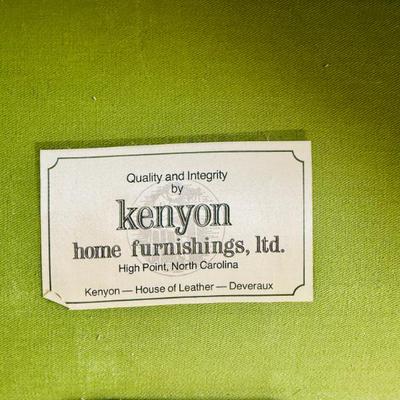 Quality and Integrity
by
kenyon
home furnishings, ltd.
High Point, North Carolina
Kenyon — House of Leather — Deveraux